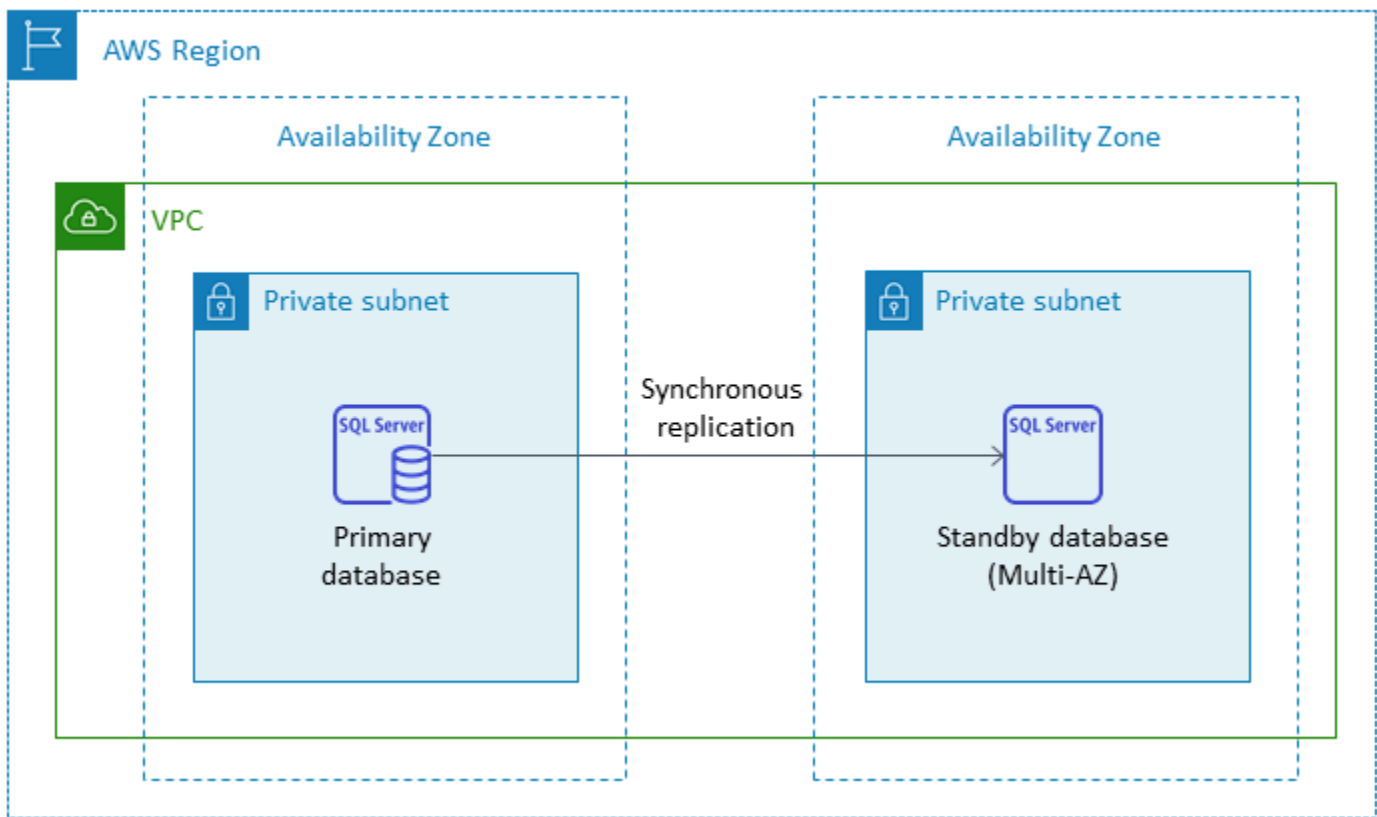 AWS Region
Availability Zone
Availability Zone
VPC
Private subnet
Private subnet
Synchronous
replication
SQL Server
SQL Server
Primary
database
Standby database
(Multi-AZ)